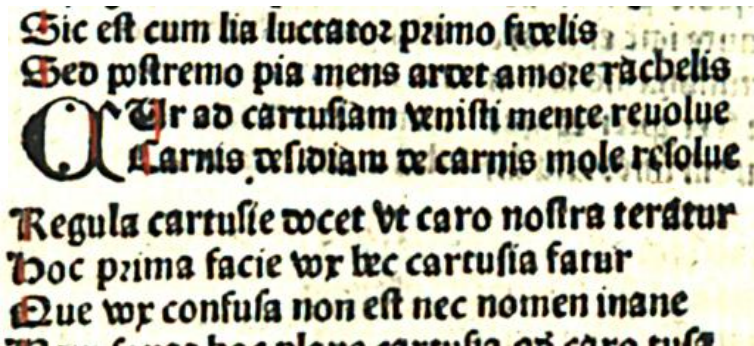 Sic est cum lia luctator primo fidelis
Sed postremo pia mens ardet amore rachelis
CUr ad cartusiam venisti mente reuolue
Carnis desidiam de carnis mole resolue
Regula cartusie docet vt caro nostra teratur
Hoc prima facie vox hec cartusia fatur
Que vox confusa non est nec nomen inane